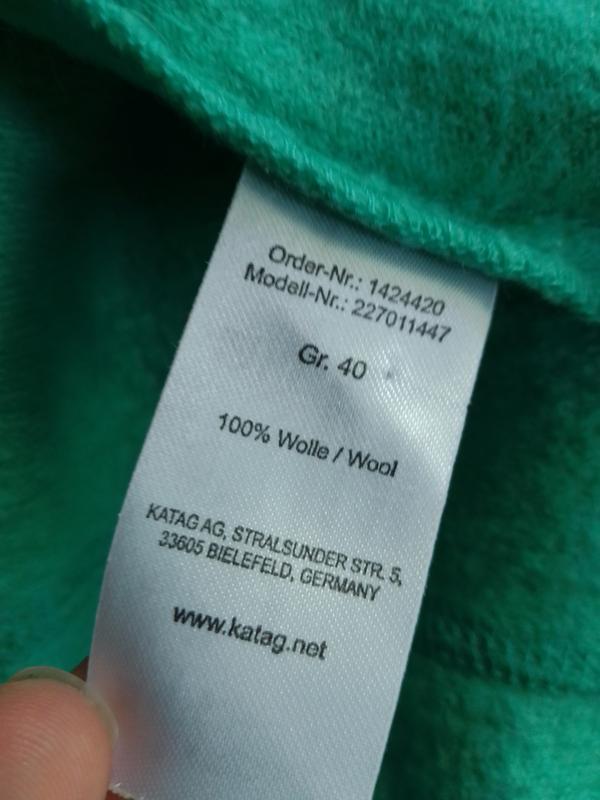 Order-Nr.: 1424420
Modell-Nr.: 227011447
Gr. 40
100% Wolle / Wool
KATAG AG, STRALSUNDER STR. 5,
33605 BIELEFELD, GERMANY
www.katag.net